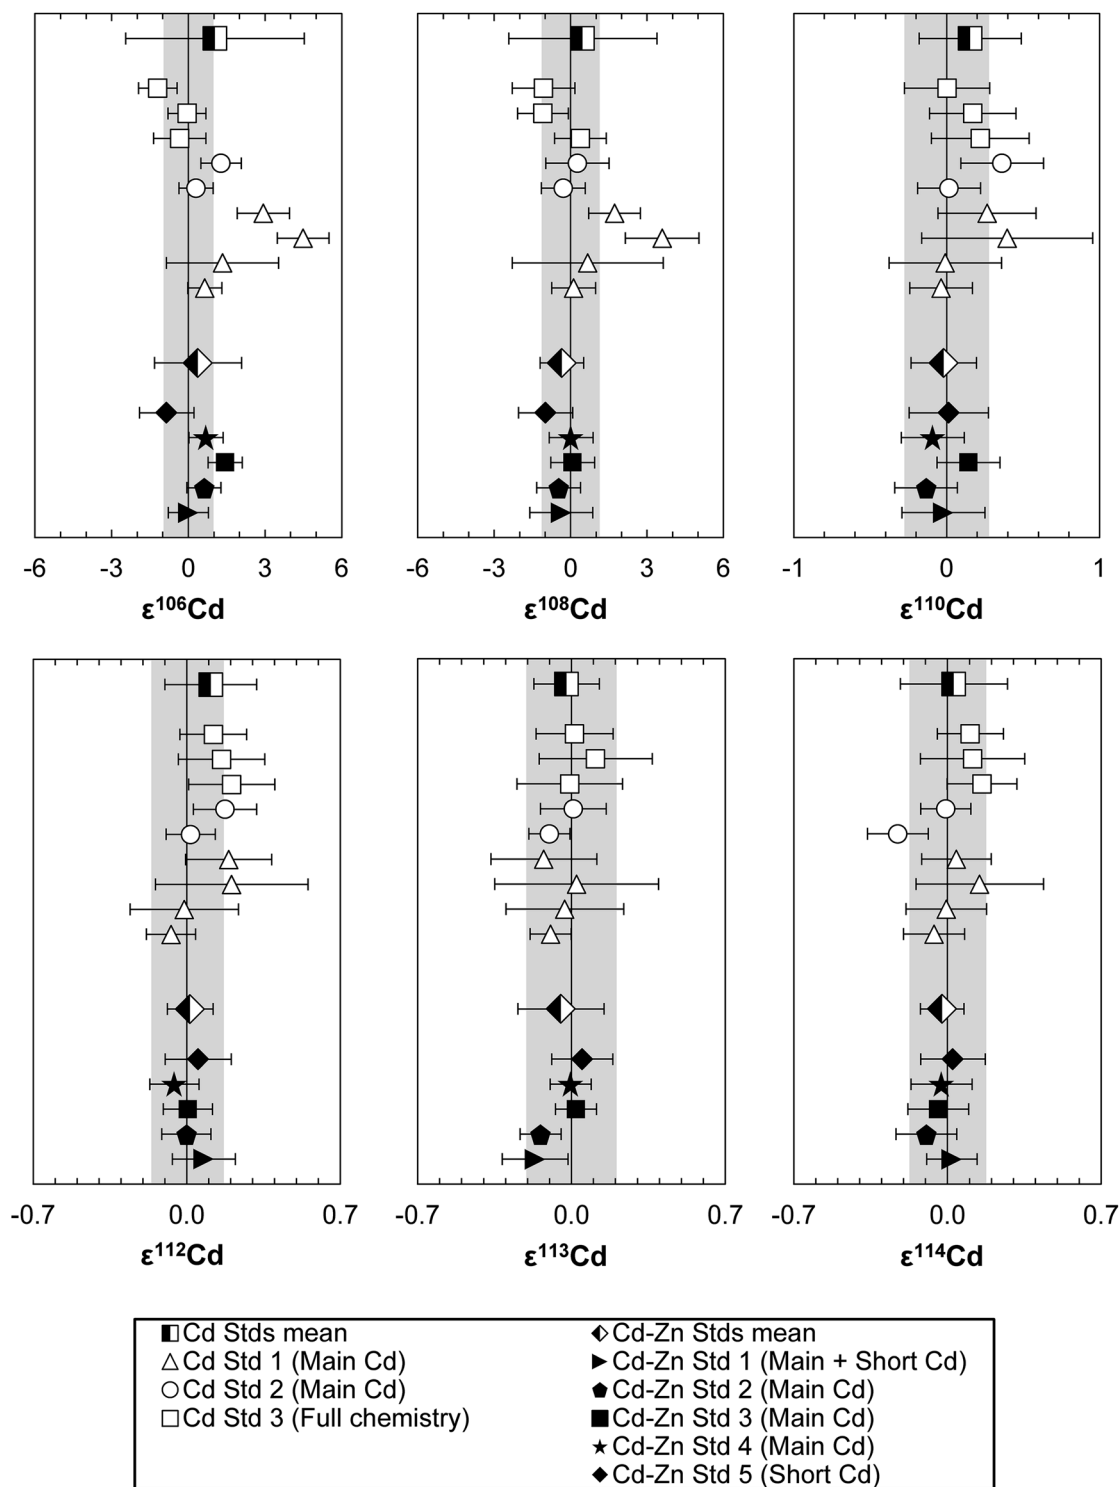 -6 -3 0 3 6
ε¹⁰⁶Cd
-6 -3 0 3 6
ε¹⁰⁸Cd
-1 0 1
ε¹¹⁰Cd
-0.7 0.0 0.7
ε¹¹²Cd
-0.7 0.0 0.7
ε¹¹³Cd
-0.7 0.0 0.7
ε¹¹⁴Cd
Cd Stds mean
Cd Std 1 (Main Cd)
Cd Std 2 (Main Cd)
Cd Std 3 (Full chemistry)
Cd-Zn Stds mean
Cd-Zn Std 1 (Main + Short Cd)
Cd-Zn Std 2 (Main Cd)
Cd-Zn Std 3 (Main Cd)
Cd-Zn Std 4 (Main Cd)
Cd-Zn Std 5 (Short Cd)